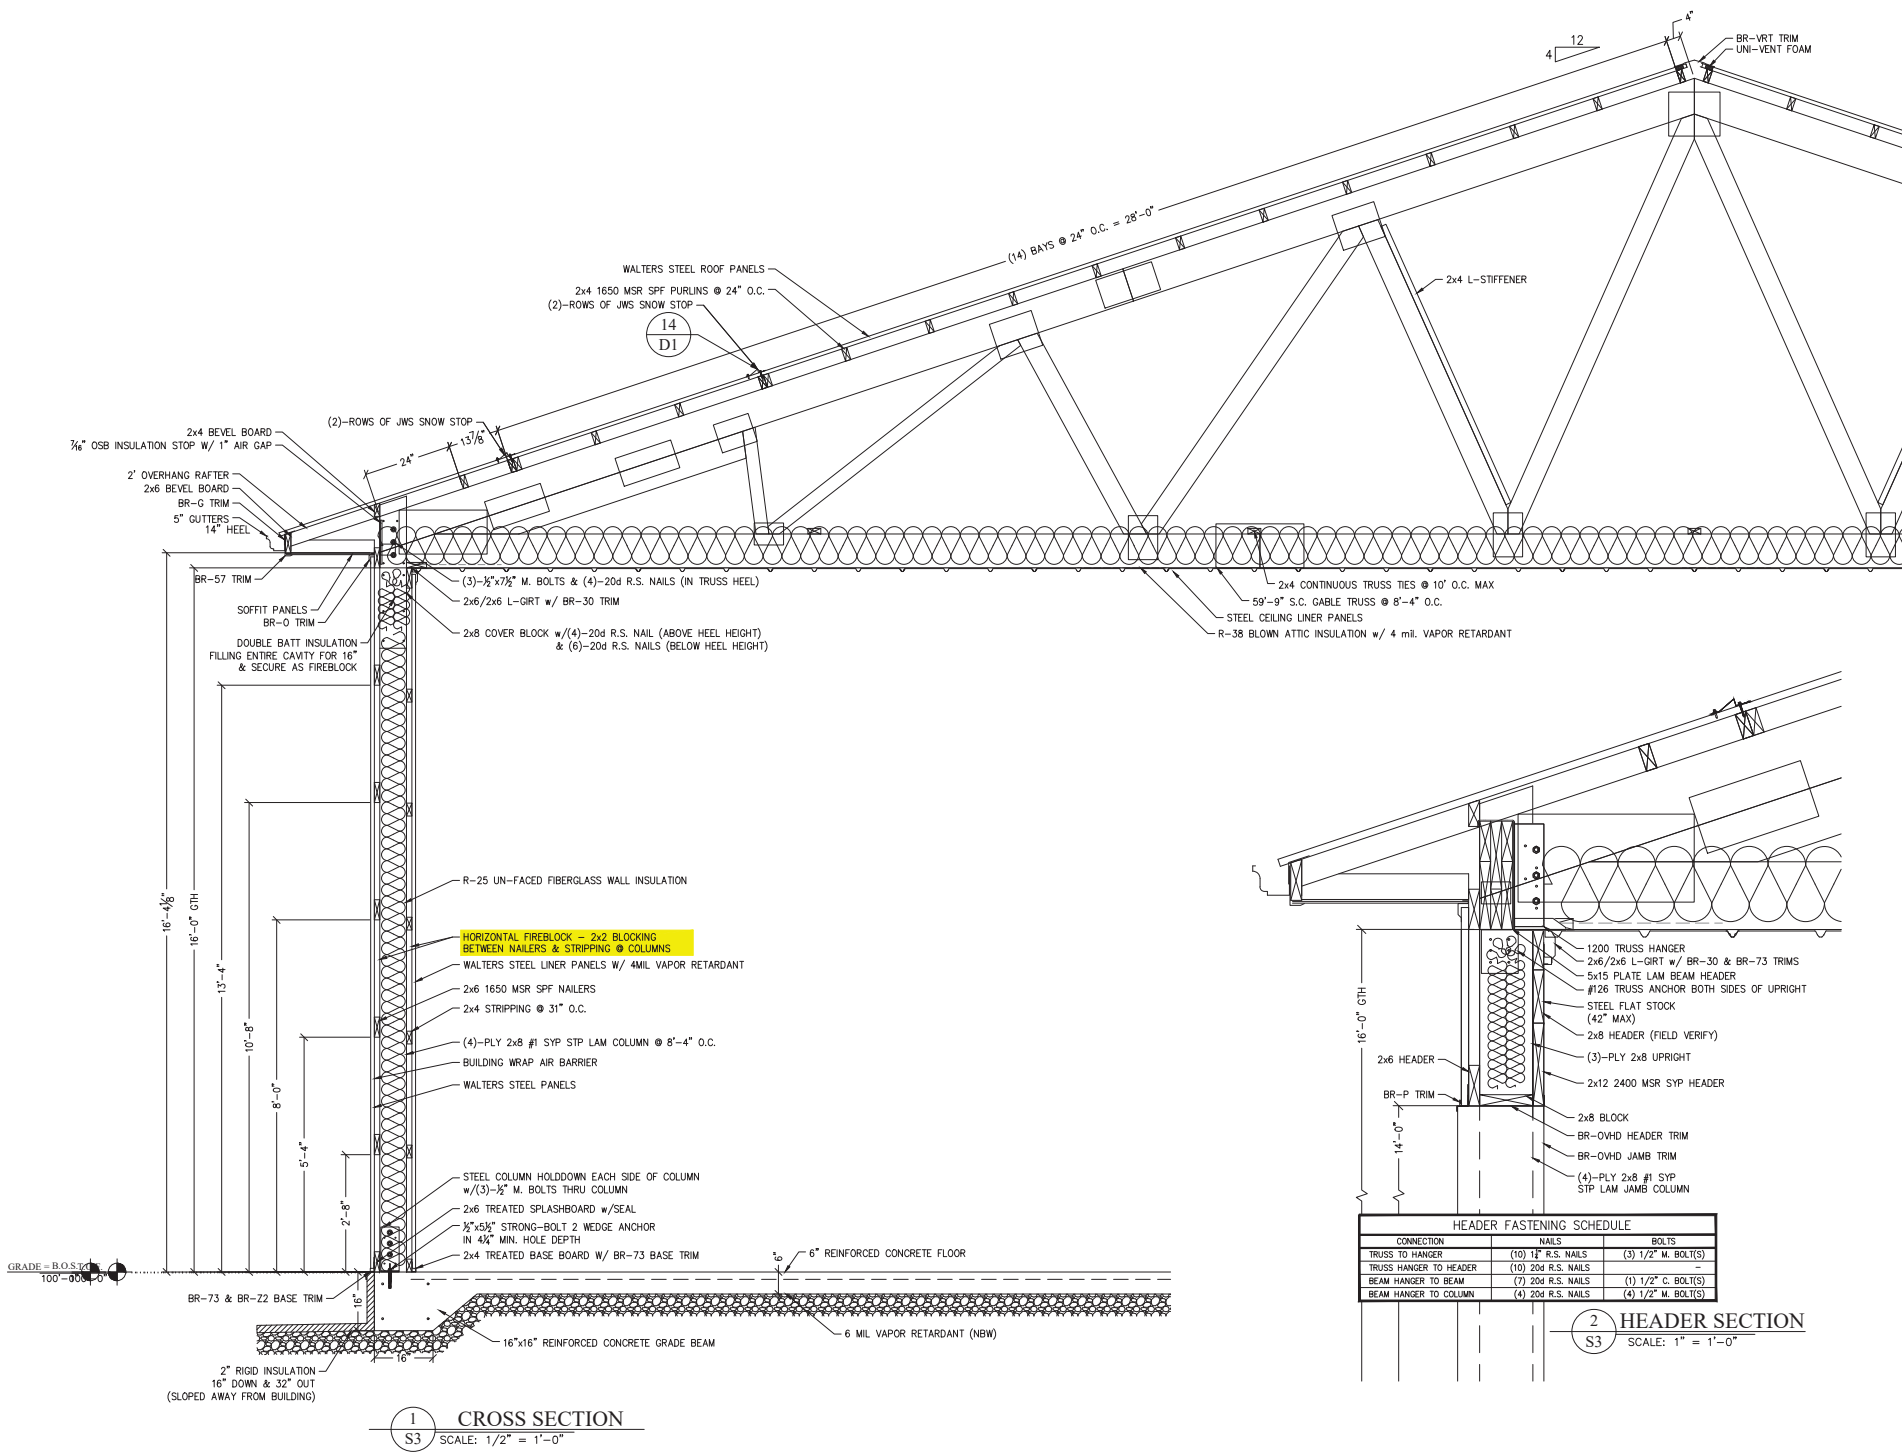 4"
12
4
BR-VRT TRIM
UNI-VENT FOAM
(14) BAYS @ 24" O.C. = 28'-0"
WALTERS STEEL ROOF PANELS
2x4 1650 MSR SPF PURLINS @ 24" O.C.
(2)-ROWS OF JWS SNOW STOP
14
D1
2x4 L-STIFFENER
(2)-ROWS OF JWS SNOW STOP
13⅞"
24"
2x4 BEVEL BOARD
7/16" OSB INSULATION STOP W/ 1" AIR GAP
2' OVERHANG RAFTER
2x6 BEVEL BOARD
BR-G TRIM
5" GUTTERS
14" HEEL
BR-57 TRIM
SOFFIT PANELS
BR-O TRIM
DOUBLE BATT INSULATION
FILLING ENTIRE CAVITY FOR 16"
& SECURE AS FIREBLOCK
(3)-½"x7½" M. BOLTS & (4)-20d R.S. NAILS (IN TRUSS HEEL)
2x6/2x6 L-GIRT w/ BR-30 TRIM
2x8 COVER BLOCK w/(4)-20d R.S. NAIL (ABOVE HEEL HEIGHT)
& (6)-20d R.S. NAILS (BELOW HEEL HEIGHT)
2x4 CONTINUOUS TRUSS TIES @ 10' O.C. MAX
59'-9" S.C. GABLE TRUSS @ 8'-4" O.C.
STEEL CEILING LINER PANELS
R-38 BLOWN ATTIC INSULATION w/ 4 mil. VAPOR RETARDANT
16'-4⅛"
16'-0" GTH
13'-4"
10'-8"
8'-0"
5'-4"
2'-8"
R-25 UN-FACED FIBERGLASS WALL INSULATION
HORIZONTAL FIREBLOCK - 2x2 BLOCKING
BETWEEN NAILERS & STRIPPING @ COLUMNS
WALTERS STEEL LINER PANELS W/ 4MIL VAPOR RETARDANT
2x6 1650 MSR SPF NAILERS
2x4 STRIPPING @ 31" O.C.
(4)-PLY 2x8 #1 SYP STP LAM COLUMN @ 8'-4" O.C.
BUILDING WRAP AIR BARRIER
WALTERS STEEL PANELS
STEEL COLUMN HOLDDOWN EACH SIDE OF COLUMN
w/(3)-½" M. BOLTS THRU COLUMN
2x6 TREATED SPLASHBOARD w/SEAL
½"x5½" STRONG-BOLT 2 WEDGE ANCHOR
IN 4¼" MIN. HOLE DEPTH
2x4 TREATED BASE BOARD W/ BR-73 BASE TRIM
6"
6" REINFORCED CONCRETE FLOOR
GRADE = B.O.S.T.
100'-0"
BR-73 & BR-Z2 BASE TRIM
16"
16"
16"x16" REINFORCED CONCRETE GRADE BEAM
6 MIL VAPOR RETARDANT (NBW)
2" RIGID INSULATION
16" DOWN & 32" OUT
(SLOPED AWAY FROM BUILDING)
1
S3
CROSS SECTION
SCALE: 1/2" = 1'-0"
16'-0" GTH
14'-0"
1200 TRUSS HANGER
2x6/2x6 L-GIRT w/ BR-30 & BR-73 TRIMS
5x15 PLATE LAM BEAM HEADER
#126 TRUSS ANCHOR BOTH SIDES OF UPRIGHT
STEEL FLAT STOCK
(42" MAX)
2x8 HEADER (FIELD VERIFY)
(3)-PLY 2x8 UPRIGHT
2x12 2400 MSR SYP HEADER
2x6 HEADER
BR-P TRIM
2x8 BLOCK
BR-OVHD HEADER TRIM
BR-OVHD JAMB TRIM
(4)-PLY 2x8 #1 SYP
STP LAM JAMB COLUMN
HEADER FASTENING SCHEDULE
CONNECTION NAILS BOLTS
TRUSS TO HANGER (10) 1½" R.S. NAILS (3) 1/2" M. BOLT(S)
TRUSS HANGER TO HEADER (10) 20d R.S. NAILS -
BEAM HANGER TO BEAM (7) 20d R.S. NAILS (1) 1/2" C. BOLT(S)
BEAM HANGER TO COLUMN (4) 20d R.S. NAILS (4) 1/2" M. BOLT(S)
2
S3
HEADER SECTION
SCALE: 1" = 1'-0"